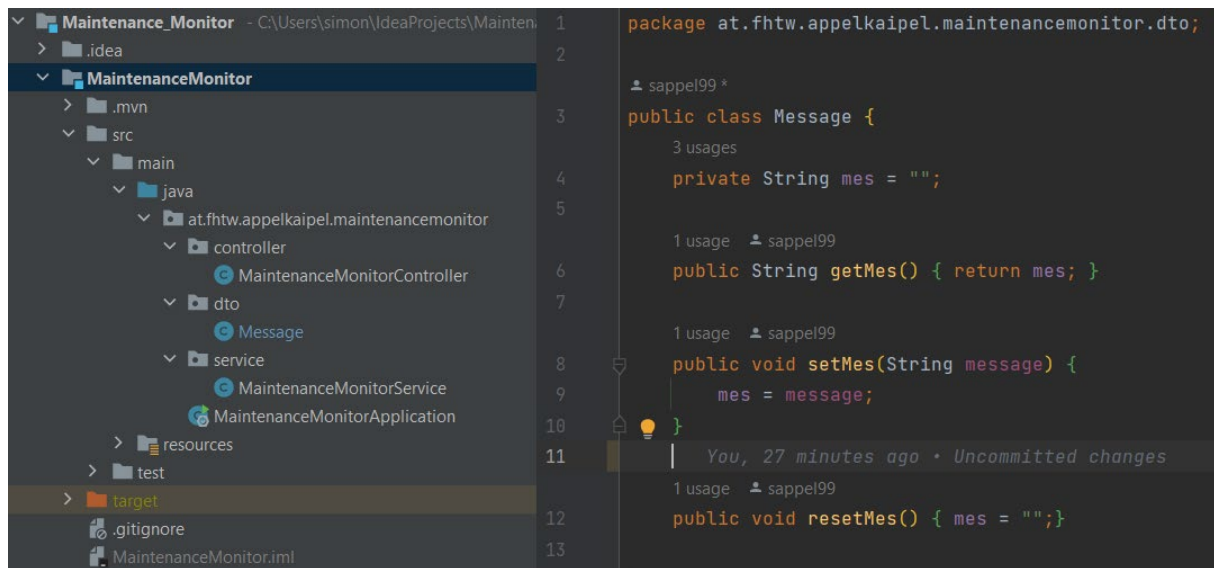 Maintenance_Monitor - C:\Users\simon\IdeaProjects\Mainten
.idea
MaintenanceMonitor
.mvn
src
main
java
at.fhtw.appelkaipel.maintenancemonitor
controller
MaintenanceMonitorController
dto
Message
service
MaintenanceMonitorService
MaintenanceMonitorApplication
resources
test
target
.gitignore
MaintenanceMonitor.iml
1 package at.fhtw.appelkaipel.maintenancemonitor.dto;
2
sappel99 *
3 public class Message {
3 usages
4 private String mes = "";
5
1 usage sappel99
6 public String getMes() { return mes; }
7
1 usage sappel99
8 public void setMes(String message) {
9 mes = message;
10 }
11 You, 27 minutes ago • Uncommitted changes
1 usage sappel99
12 public void resetMes() { mes = "";}
13